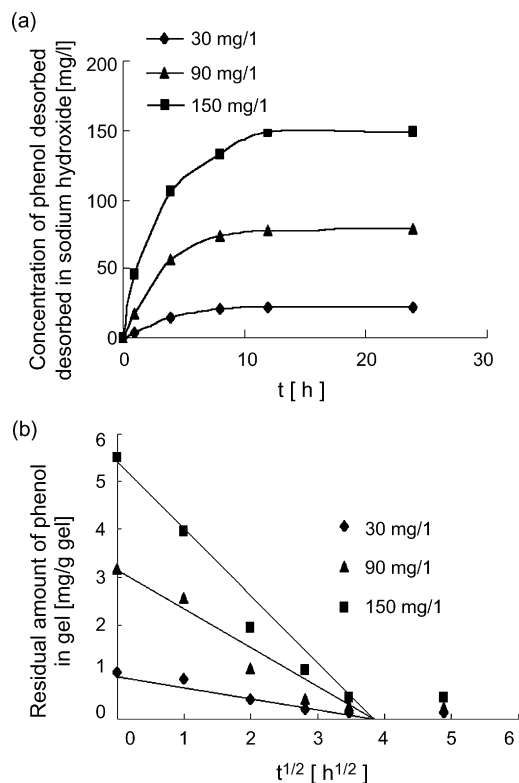 (a)
30 mg/1
90 mg/1
150 mg/1
Concentration of phenol desorbed
desorbed in sodium hydroxide[mg/l]
200
150
100
50
0
0
10
20
30
t [ h ]
(b)
Residual amount of phenol
in gel [mg/g gel]
6
5
4
3
2
1
0
30 mg/1
90 mg/1
150 mg/1
0
1
2
3
4
5
6
t1/2 [ h1/2 ]